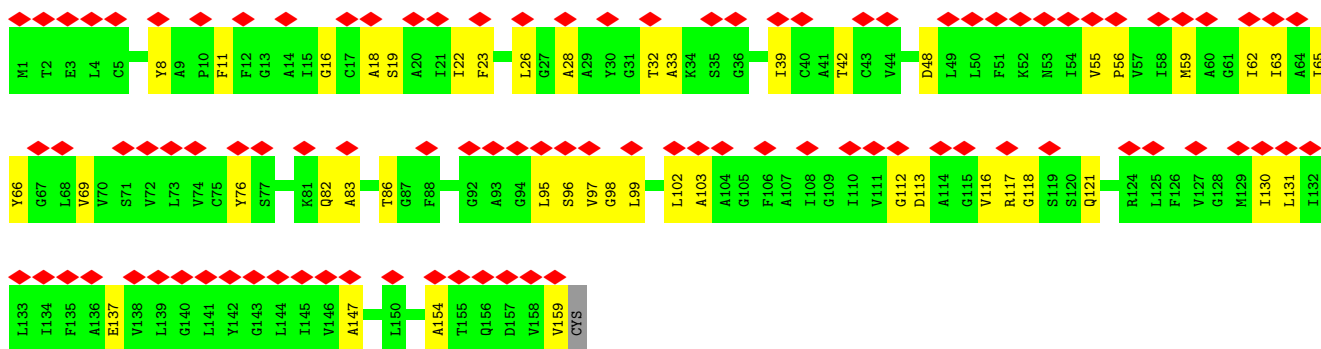 M1 T2 E3 L4 C5 Y8 A9 P10 F11 F12 G13 A14 I15 G16 C17 A18 S19 A20 I21 I22 F23 L26 G27 A28 A29 Y30 G31 T32 A33 K34 S35 G36 I39 C40 A41 T42 C43 V44 D48 L49 L50 F51 K52 N53 I54 V55 P56 V57 I58 M59 A60 G61 I62 I63 A64 I65
Y66 G67 L68 V69 V70 S71 V72 L73 V74 C75 Y76 S77 K81 Q82 A83 T86 G87 F88 G92 A93 G94 L95 S96 V97 G98 L99 L102 A103 A104 G105 F106 A107 I108 G109 I110 V111 G112 D113 A114 G115 V116 R117 G118 S119 S120 Q121 R124 L125 F126 V127 G128 M129 I130 L131 I132
L133 I134 F135 A136 E137 V138 L139 G140 L141 Y142 G143 L144 I145 V146 A147 L150 A154 T155 Q156 D157 V158 V159 CYS